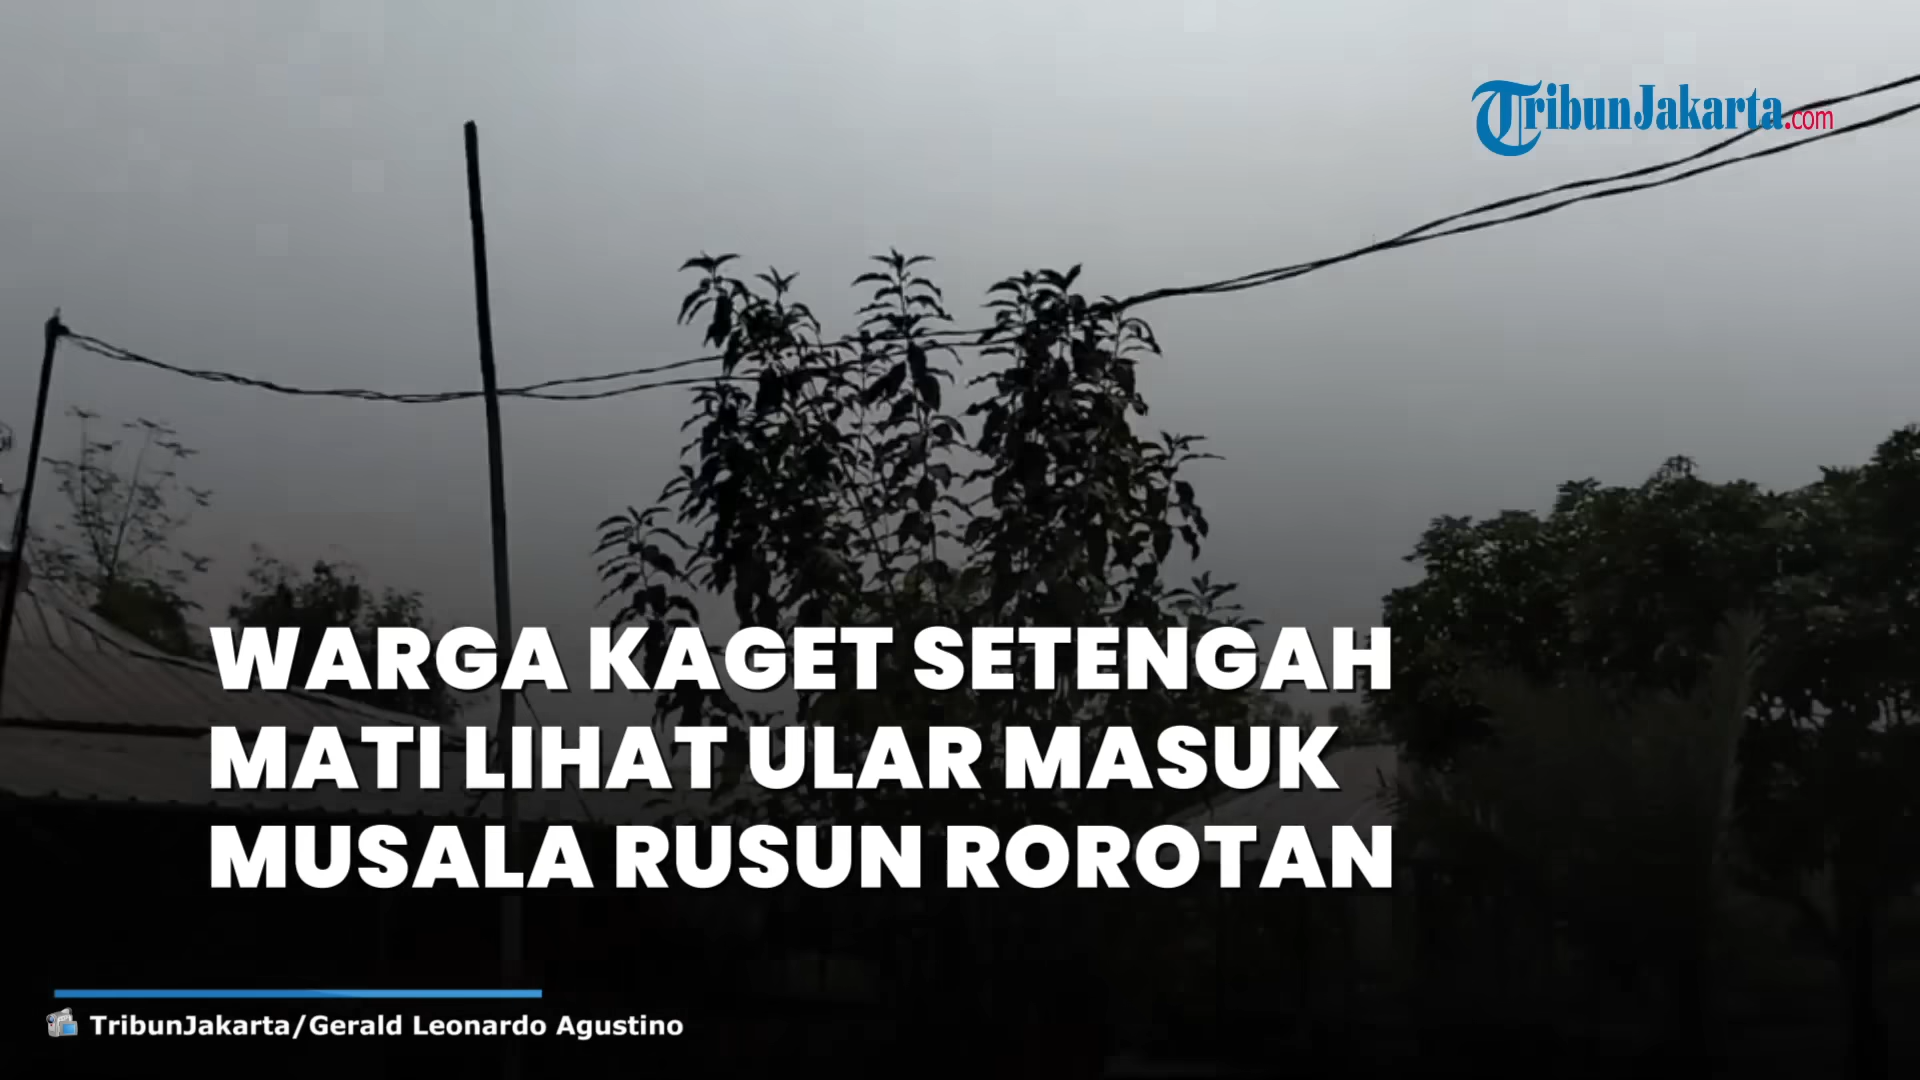 TribunJakarta.com
WARGA KAGET SETENGAH
MATI LIHAT ULAR MASUK
MUSALA RUSUN ROROTAN
TribunJakarta/Gerald Leonardo Agustino